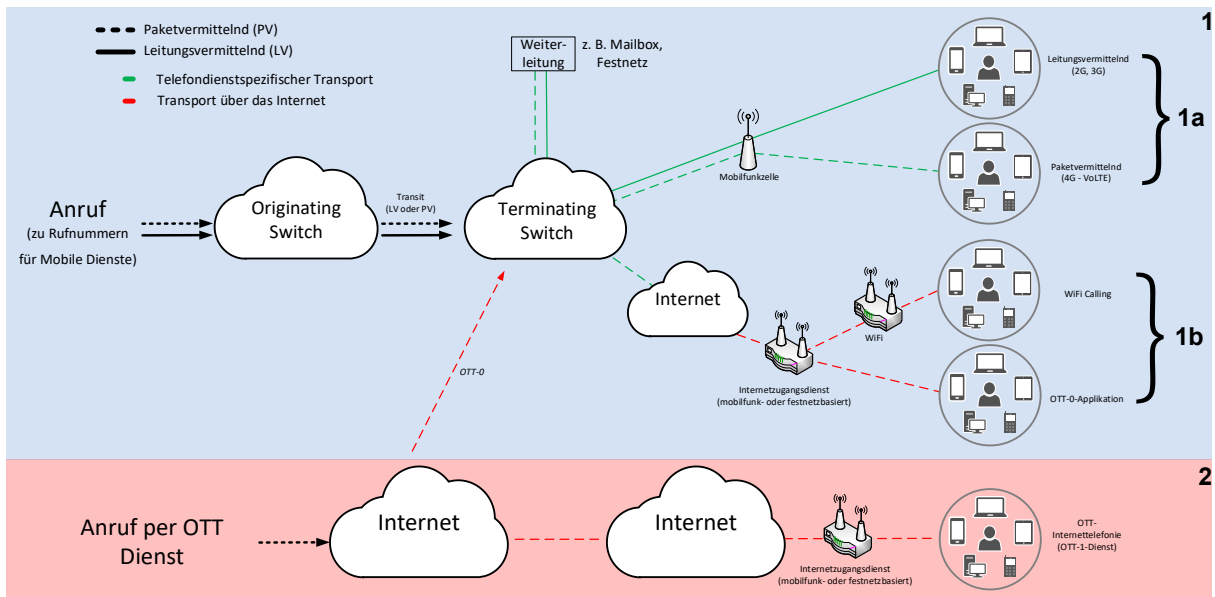 1
Paketvermittelnd (PV)
Leitungsvermittelnd (LV)
Telefondienstspezifischer Transport
Transport über das Internet
Weiter-
leitung
z. B. Mailbox,
Festnetz
Leitungsvermittelnd
(2G, 3G)
1a
Mobilfunkzelle
Paketvermittelnd
(4G - VoLTE)
Anruf
(zu Rufnummern
für Mobile Dienste)
Originating
Switch
Transit
(LV oder PV)
Terminating
Switch
Internet
WiFi
WiFi Calling
1b
OTT-0
Internetzugangsdienst
(mobilfunk- oder festnetzbasiert)
OTT-0-Applikation
2
Anruf per OTT
Dienst
Internet
Internet
Internetzugangsdienst
(mobilfunk- oder festnetzbasiert)
OTT-
Internettelefonie
(OTT-1-Dienst)